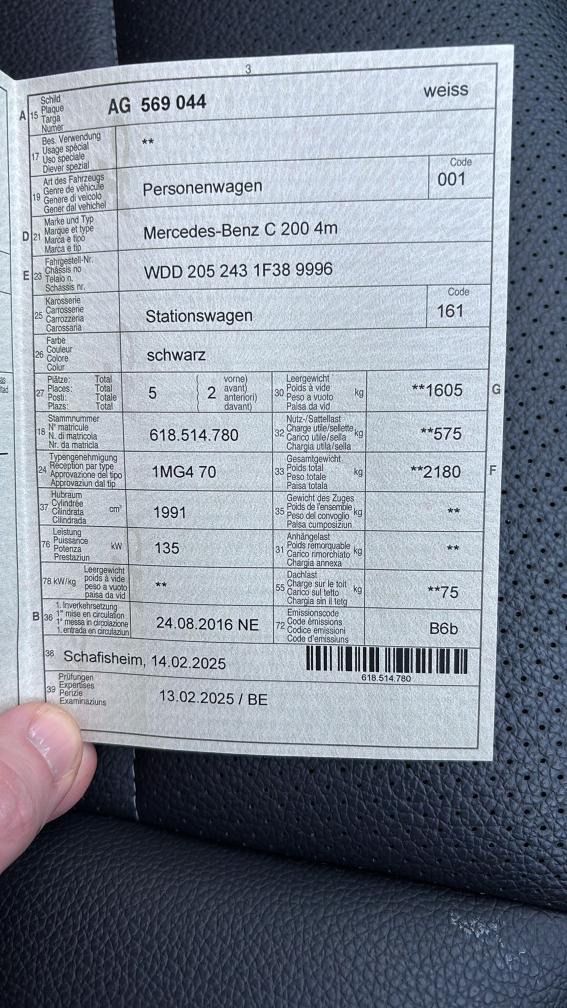 3
A 15 Schild
Plaque
Targa
Numer
AG 569 044
weiss
17 Bes. Verwendung
Usage spécial
Uso speciale
Diever spezial
**
19 Art des Fahrzeugs
Genre de véhicule
Genere di veicolo
Gener dal vehichel
Personenwagen
Code
001
D 21 Marke und Typ
Marque et type
Marca e tipo
Marca e tip
Mercedes-Benz C 200 4m
E 23 Fahrgestell-Nr.
Châssis no
Telaio n.
Schassis nr.
WDD 205 243 1F38 9996
25 Karosserie
Carrosserie
Carrozzeria
Carossaria
Stationswagen
Code
161
26 Farbe
Couleur
Colore
Colur
schwarz
27 Plätze: Total
Places: Total
Posti: Totale
Plazs: Total
5
2
vorne)
avant)
anteriori)
davant)
30 Leergewicht
Poids à vide
Peso a vuoto
Paisa da vid
kg
**1605
G
18 Stammnummer
N° matricule
N. di matricola
Nr. da matricla
618.514.780
32 Nutz-/Sattellast
Charge utile/sellette
Carico utile/sella
Chargia utila/sella
kg
**575
24 Typengenehmigung
Réception par type
Approvazione del tipo
Approvaziun dal tip
1MG4 70
33 Gesamtgewicht
Poids total
Peso totale
Paisa totala
kg
**2180
F
37 Hubraum
Cylindrée
Cilindrata
Cilindrada
cm³
1991
35 Gewicht des Zuges
Poids de l'ensemble
Peso del convoglio
Paisa cumposiziun
kg
**
76 Leistung
Puissance
Potenza
Prestaziun
kW
135
31 Anhängelast
Poids remorquable
Carico rimorchiato
Chargia annexa
kg
**
78 kW/kg
Leergewicht
poids à vide
peso a vuoto
paisa da vid
**
55 Dachlast
Charge sur le toit
Carico sul tetto
Chargia sin il tetg
kg
**75
B 36 1. Inverkehrsetzung
1re mise en circulation
1a messa in circolazione
1. entrada en circulaziun
24.08.2016 NE
72 Emissionscode
Code émissions
Codice emissioni
Code d'emissiuns
B6b
38 Schafisheim, 14.02.2025
618.514.780
39 Prüfungen
Expertises
Perizie
Examinaziuns
13.02.2025 / BE